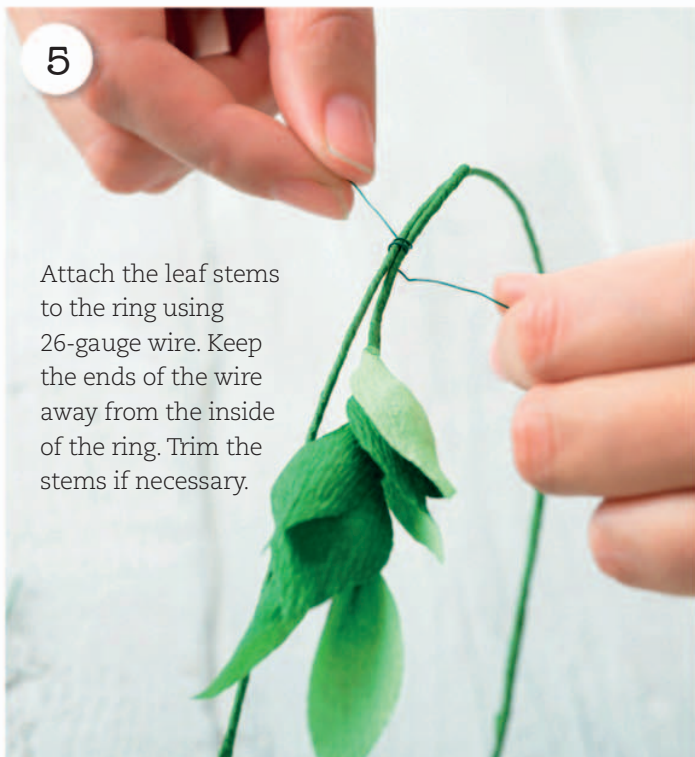 5
Attach the leaf stems
to the ring using
26-gauge wire. Keep
the ends of the wire
away from the inside
of the ring. Trim the
stems if necessary.